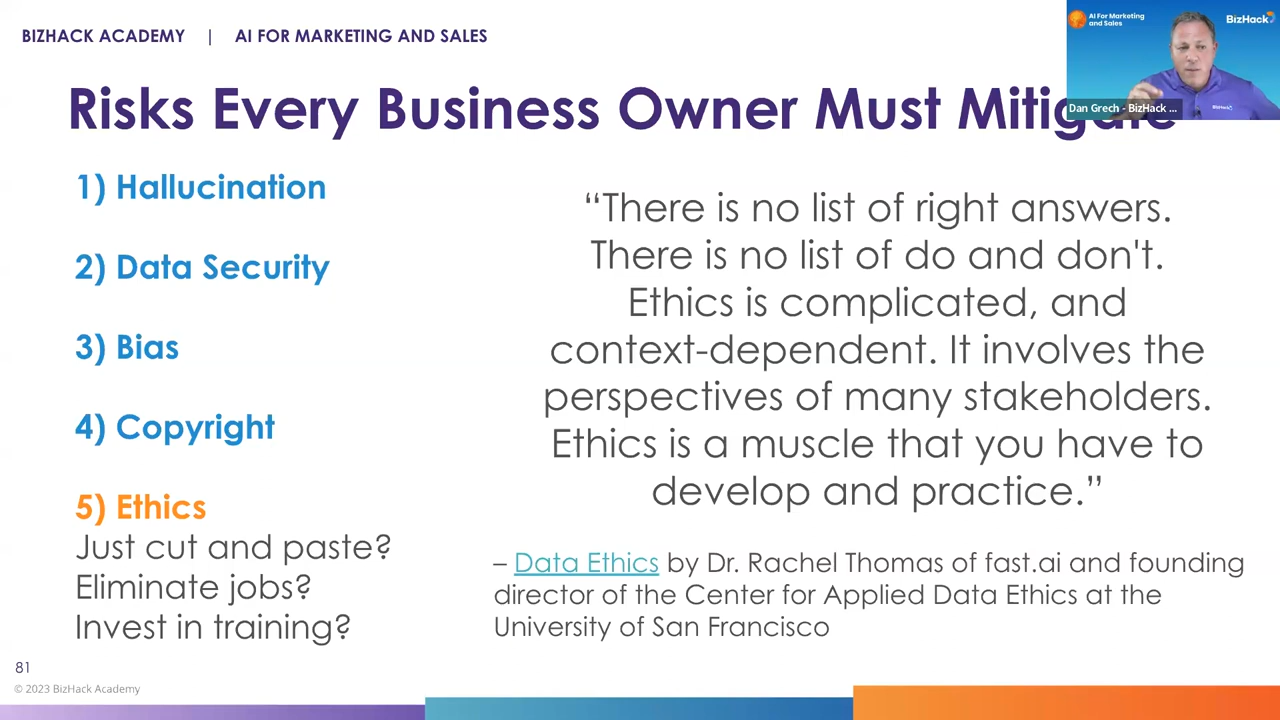 BIZHACK ACADEMY | AI FOR MARKETING AND SALES
AI For Marketing
and Sales
BizHack
Dan Grech - BizHack ...
Risks Every Business Owner Must Mitigate
1) Hallucination
2) Data Security
3) Bias
4) Copyright
5) Ethics
Just cut and paste?
Eliminate jobs?
Invest in training?
“There is no list of right answers.
There is no list of do and don't.
Ethics is complicated, and
context-dependent. It involves the
perspectives of many stakeholders.
Ethics is a muscle that you have to
develop and practice.”
– Data Ethics by Dr. Rachel Thomas of fast.ai and founding
director of the Center for Applied Data Ethics at the
University of San Francisco
81
© 2023 BizHack Academy